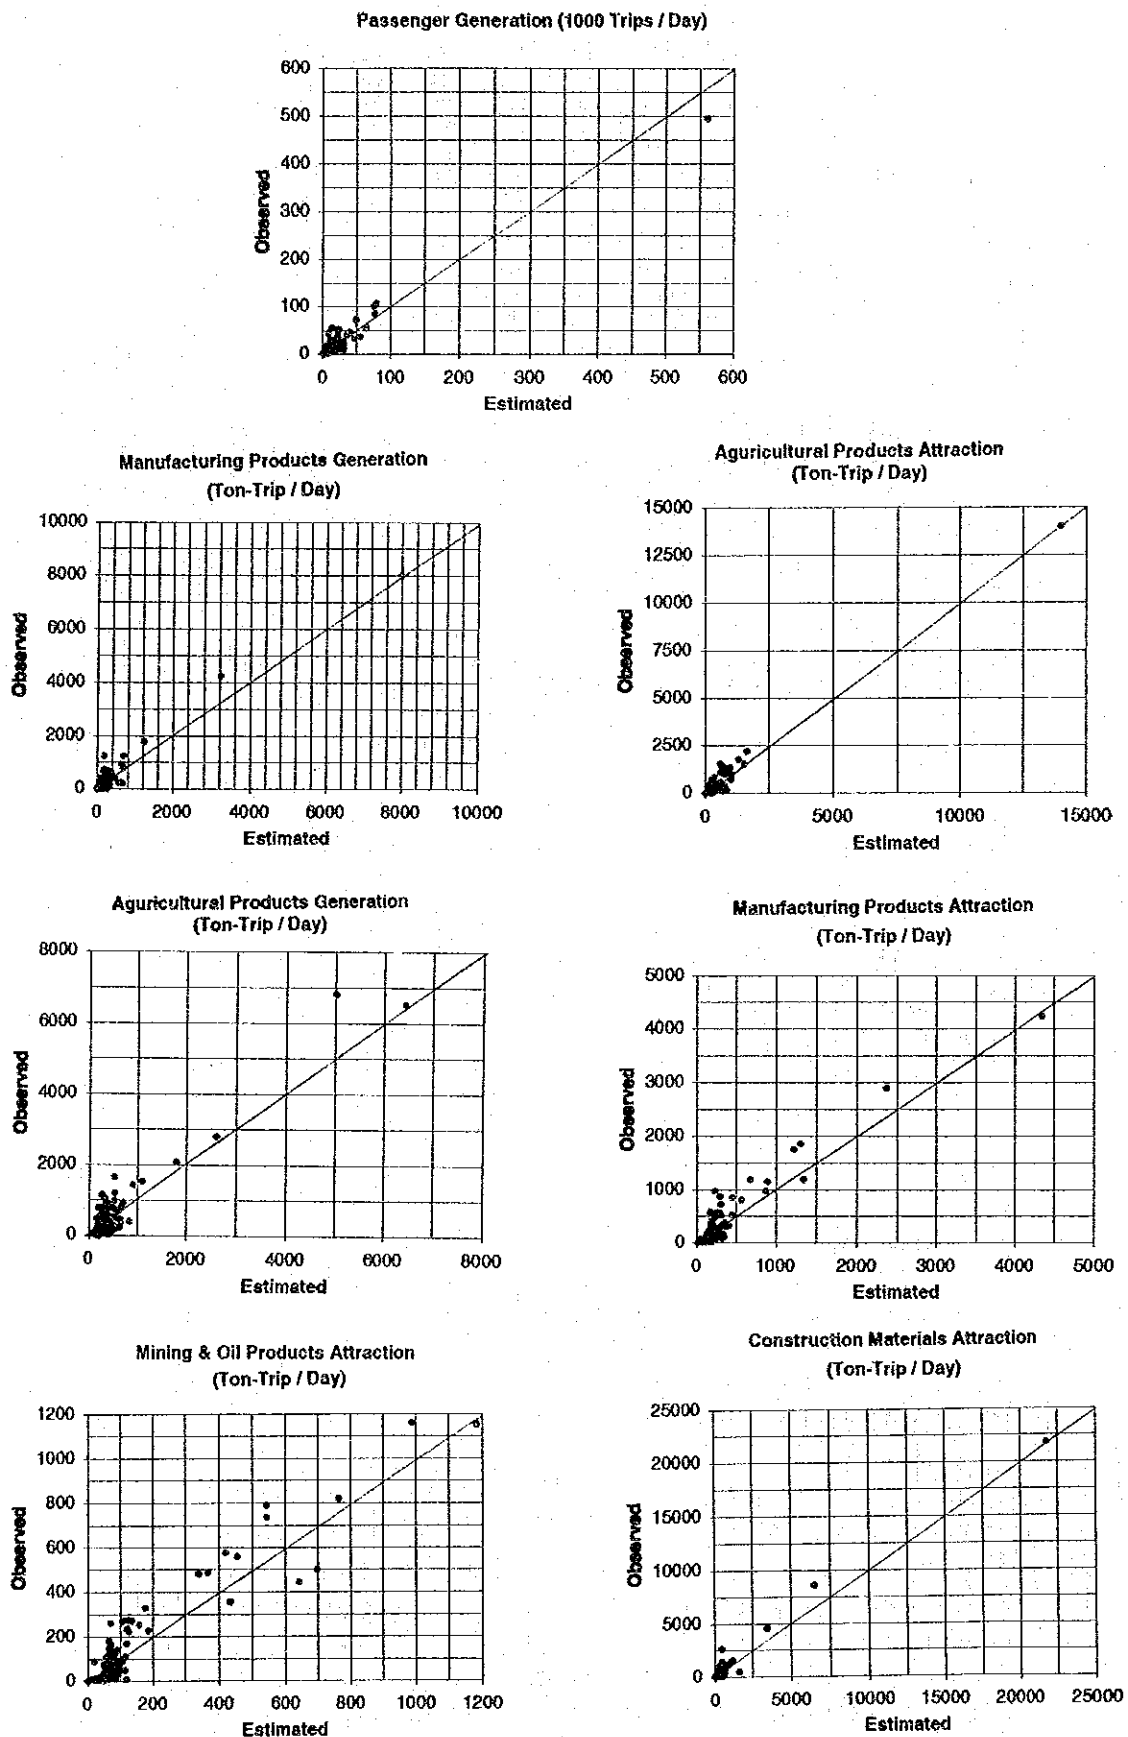 Passenger Generation (1000 Trips / Day)
600
500
400
300
200
100
0
Observed
0 100 200 300 400 500 600
Estimated
Manufacturing Products Generation
(Ton-Trip / Day)
10000
8000
6000
4000
2000
0
Observed
0 2000 4000 6000 8000 10000
Estimated
Aguricultural Products Attraction
(Ton-Trip / Day)
15000
12500
10000
7500
5000
2500
0
Observed
0 5000 10000 15000
Estimated
Aguricultural Products Generation
(Ton-Trip / Day)
8000
6000
4000
2000
0
Observed
0 2000 4000 6000 8000
Estimated
Manufacturing Products Attraction
(Ton-Trip / Day)
5000
4000
3000
2000
1000
0
Observed
0 1000 2000 3000 4000 5000
Estimated
Mining & Oil Products Attraction
(Ton-Trip / Day)
1200
1000
800
600
400
200
0
Observed
0 200 400 600 800 1000 1200
Estimated
Construction Materials Attraction
(Ton-Trip / Day)
25000
20000
15000
10000
5000
0
Observed
0 5000 10000 15000 20000 25000
Estimated